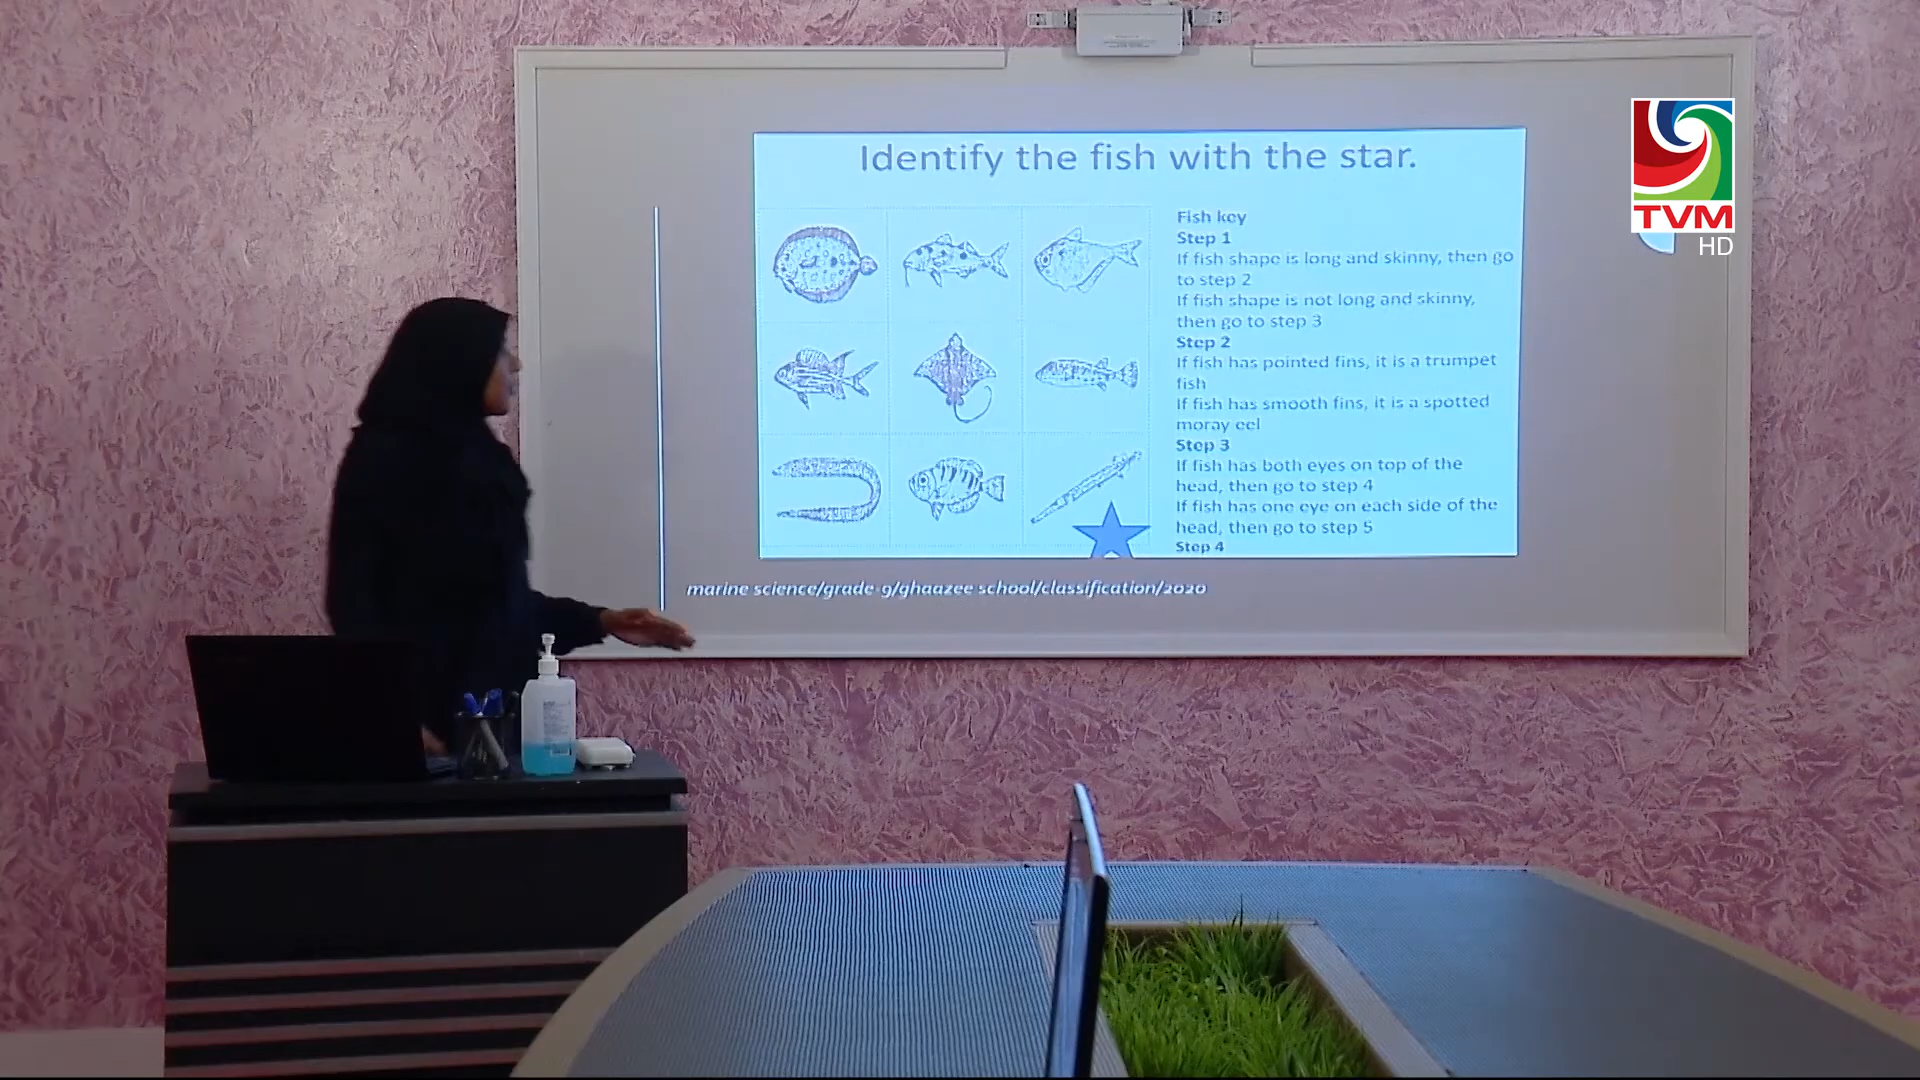 Identify the fish with the star.
Fish key
Step 1
If fish shape is long and skinny, then go
to step 2
If fish shape is not long and skinny,
then go to step 3
Step 2
If fish has pointed fins, it is a trumpet
fish
If fish has smooth fins, it is a spotted
moray eel
Step 3
If fish has both eyes on top of the
head, then go to step 4
If fish has one eye on each side of the
head, then go to step 5
Step 4
marine science/grade-9/ghaazee school/classification/2020
TVM
HD